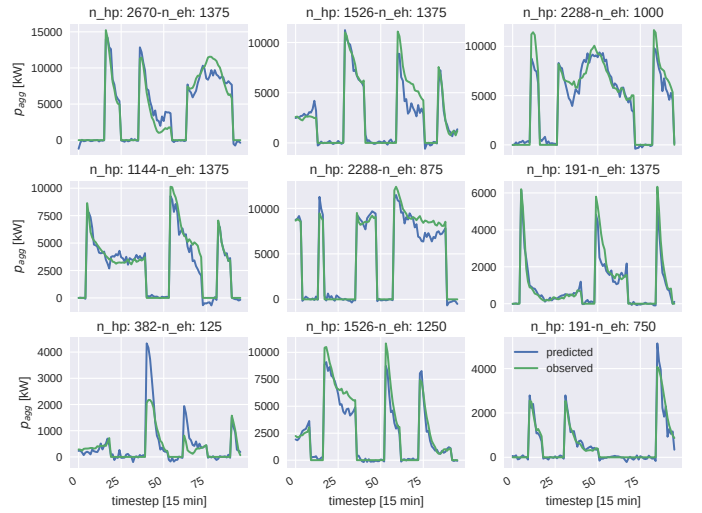 n_hp: 2670-n_eh: 1375
n_hp: 1526-n_eh: 1375
n_hp: 2288-n_eh: 1000
p_agg [kW]
15000
12500
10000
7500
5000
2500
0
10000
5000
0
10000
5000
0
n_hp: 1144-n_eh: 1375
n_hp: 2288-n_eh: 875
n_hp: 191-n_eh: 1375
p_agg [kW]
10000
7500
5000
2500
0
10000
5000
0
6000
4000
2000
0
n_hp: 382-n_eh: 125
n_hp: 1526-n_eh: 1250
n_hp: 191-n_eh: 750
p_agg [kW]
4000
3000
2000
1000
0
10000
7500
5000
2500
0
4000
2000
0
predicted
observed
0 25 50 75
0 25 50 75
0 25 50 75
timestep [15 min]
timestep [15 min]
timestep [15 min]